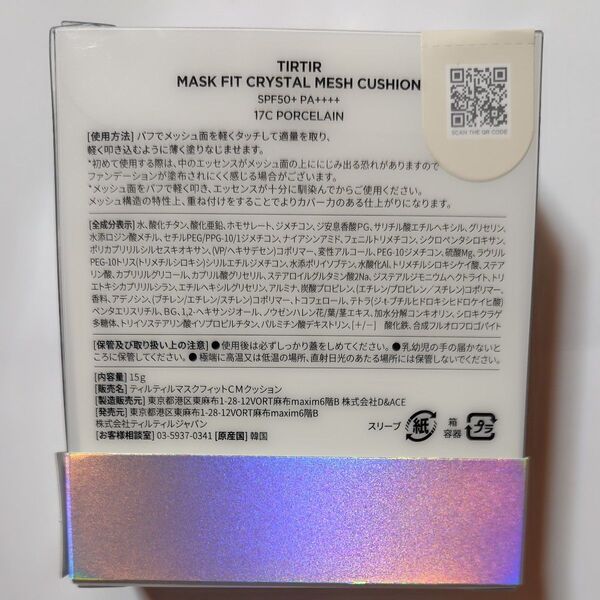 TIRTIR
MASK FIT CRYSTAL MESH CUSHION
SPF50+ PA++++
17C PORCELAIN
SCAN THE QR CODE
[使用方法] パフでメッシュ面を軽くタッチして適量を取り、
軽く叩き込むように薄く塗りなじませます。
*初めて使用する際は、中のエッセンスがメッシュ面の上ににじみ出る恐れがありますので
ファンデーションが塗布されにくく感じる場合がございます。
*メッシュ面をパフで軽く叩き、エッセンスが十分に馴染んでからご使用ください。
メッシュ構造の特性上、重ね付けをすることでよりカバー力のある仕上がりになります。
[全成分表示] 水、酸化チタン、酸化亜鉛、ホモサレート、ジメチコン、ジ安息香酸PG、サリチル酸エチルヘキシル、グリセリン、
水添ロジン酸メチル、セチルPEG/PPG-10/1ジメチコン、ナイアシンアミド、フェニルトリメチコン、シクロペンタシロキサン、
ポリカプリリルシルセスキオキサン、(VP/ヘキサデセン)コポリマー、変性アルコール、PEG-10ジメチコン、硫酸Mg、ラウリル
PEG-10トリス(トリメチルシロキシ)シリルエチルジメチコン、水添ポリイソブテン、水酸化Al、トリメチルシロキシケイ酸、ステア
リン酸、カプリリルグリコール、カプリル酸グリセリル、ステアロイルグルタミン酸2Na、ジステアルジモニウムヘクトライト、トリ
エトキシカプリリルシラン、エチルヘキシルグリセリン、アルミナ、炭酸プロピレン、(エチレン/プロピレン/スチレン)コポリマー、
香料、アデノシン、(ブチレン/エチレン/スチレン)コポリマー、トコフェロール、テトラ(ジ-t-ブチルヒドロキシヒドロケイヒ酸)
ペンタエリスリチル、BG、1,2-ヘキサンジオール、ノウゼンハレン花/葉/茎エキス、加水分解コンキオリン、シロキクラゲ
多糖体、トリイソステアリン酸イソプロピルチタン、パルミチン酸デキストリン、[+/-] 酸化鉄、合成フルオロフロゴパイト
[保管及び取り扱い上の注意] ●使用後は必ずしっかり蓋をしめてください。 ●乳幼児の手の届かないと
ころに保管してください。 ●極端に高温又は低温の場所、直射日光のあたる場所には保管しないでください。
[内容量] 15g
[販売名] ティルティルマスクフィットCMクッション
[製造販売元] 東京都港区東麻布1-28-12VORT麻布maxim6階B 株式会社D&ACE
[発売元] 東京都港区東麻布1-28-12VORT麻布maxim6階B
株式会社ティルティルジャパン
[お客様相談室] 03-5937-0341 [原産国] 韓国
スリーブ 紙 箱 容器 プラ